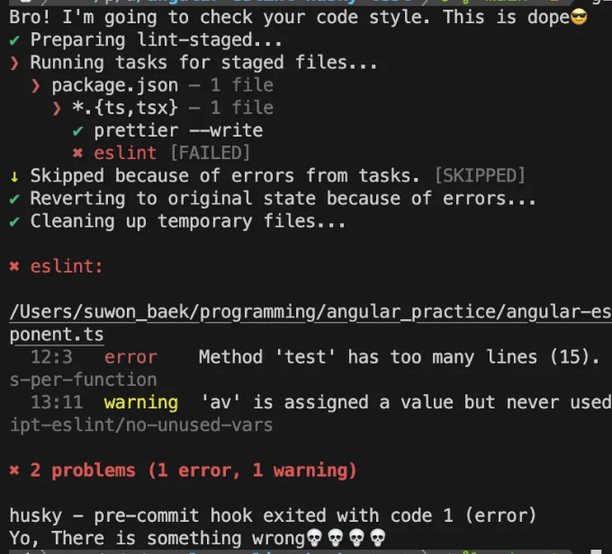 Bro! I'm going to check your code style. This is dope😎
✔ Preparing lint-staged...
❯ Running tasks for staged files...
❯ package.json — 1 file
❯ *.{ts,tsx} — 1 file
✔ prettier --write
✖ eslint [FAILED]
↓ Skipped because of errors from tasks. [SKIPPED]
✔ Reverting to original state because of errors...
✔ Cleaning up temporary files...
✖ eslint:
/Users/suwon_baek/programming/angular_practice/angular-es
ponent.ts
12:3 error Method 'test' has too many lines (15).
s-per-function
13:11 warning 'av' is assigned a value but never used
ipt-eslint/no-unused-vars
✖ 2 problems (1 error, 1 warning)
husky - pre-commit hook exited with code 1 (error)
Yo, There is something wrong💀💀💀💀